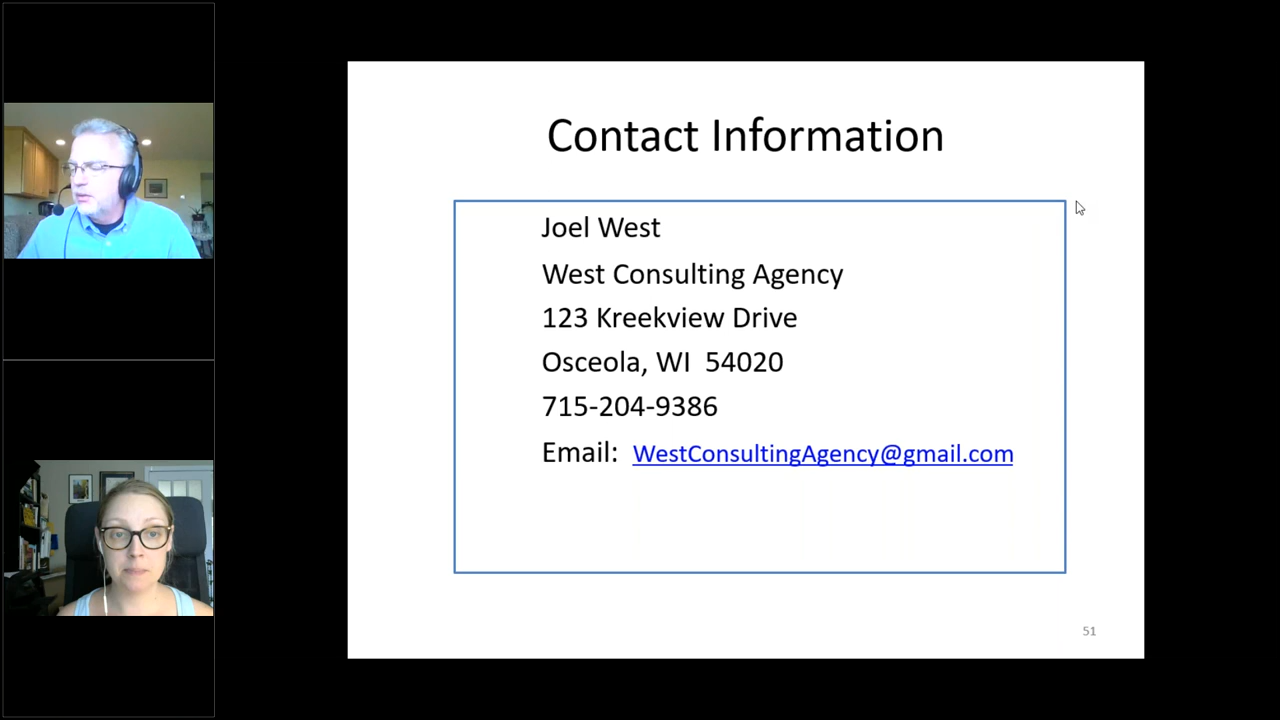 Contact Information
Joel West
West Consulting Agency
123 Kreekview Drive
Osceola, WI  54020
715-204-9386
Email:  WestConsultingAgency@gmail.com
51